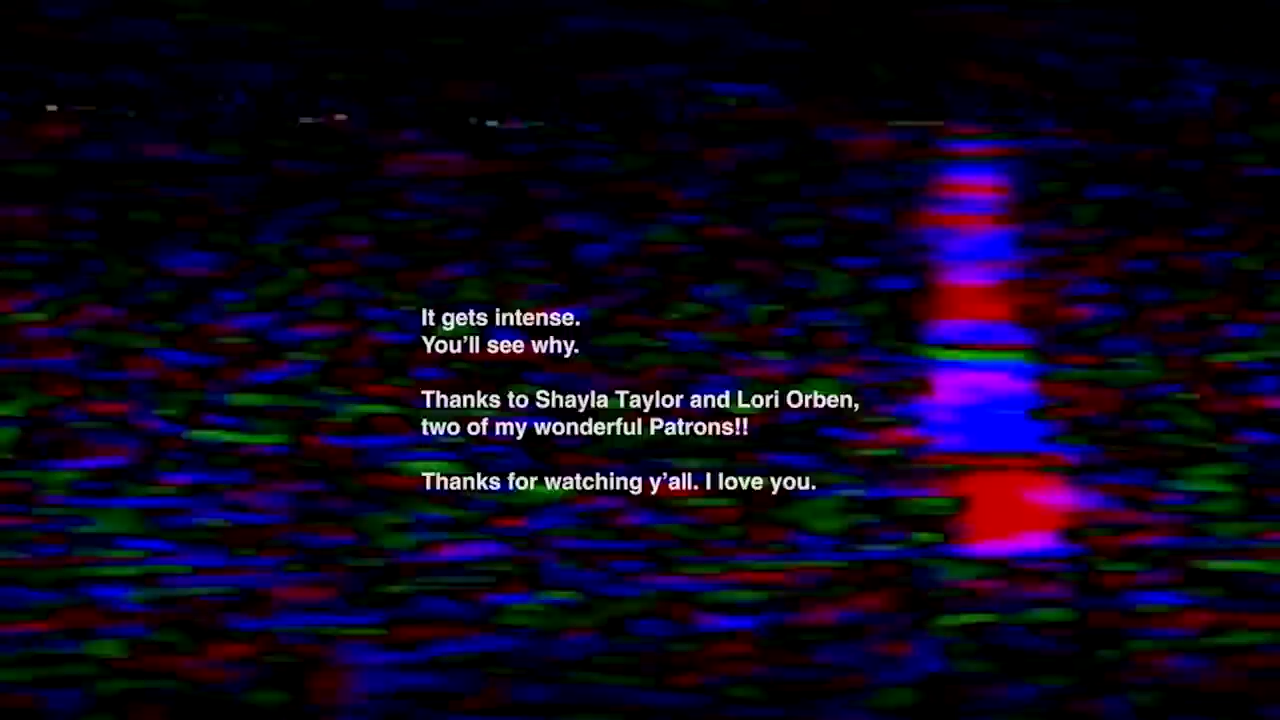 It gets intense.
You’ll see why.
Thanks to Shayla Taylor and Lori Orben,
two of my wonderful Patrons!!
Thanks for watching y’all. I love you.